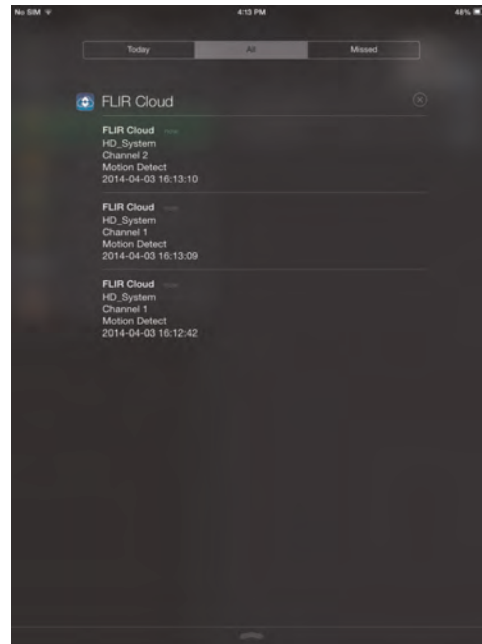 No SIM 4:13 PM 48%
Today All Missed
FLIR Cloud
FLIR Cloud now
HD_System
Channel 2
Motion Detect
2014-04-03 16:13:10
FLIR Cloud
HD_System
Channel 1
Motion Detect
2014-04-03 16:13:09
FLIR Cloud
HD_System
Channel 1
Motion Detect
2014-04-03 16:12:42